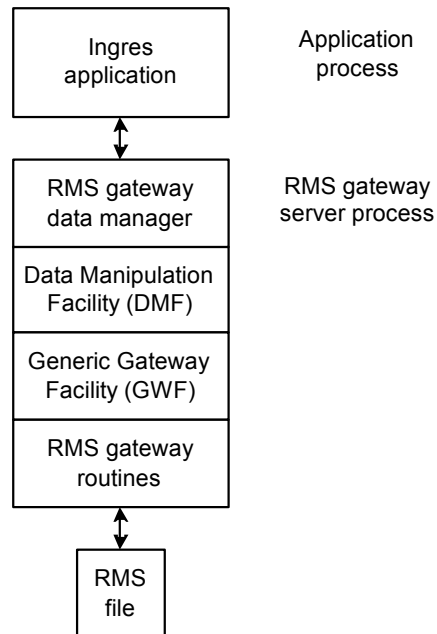 Ingres
application
Application
process
RMS gateway
data manager
RMS gateway
server process
Data Manipulation
Facility (DMF)
Generic Gateway
Facility (GWF)
RMS gateway
routines
RMS
file